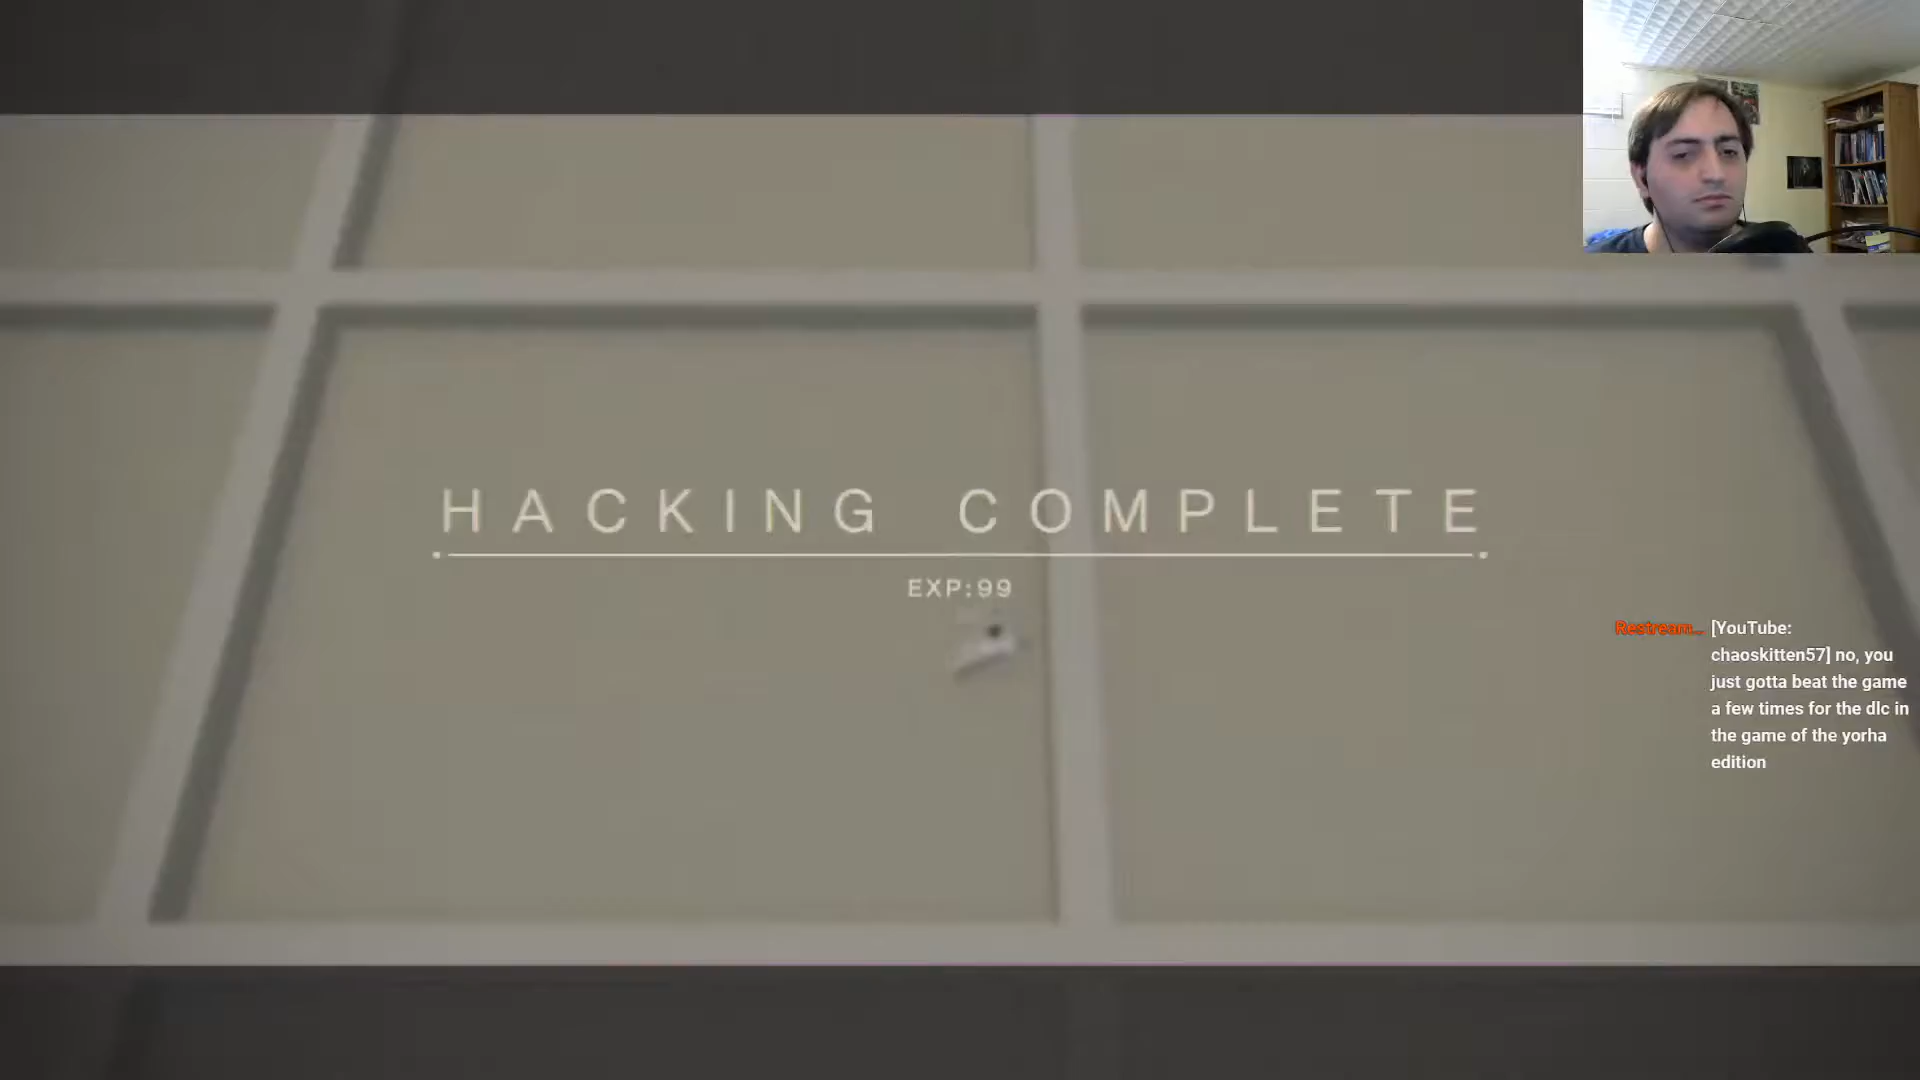 HACKING COMPLETE
EXP:99
Restream... [YouTube:
chaoskitten57] no, you
just gotta beat the game
a few times for the dlc in
the game of the yorha
edition